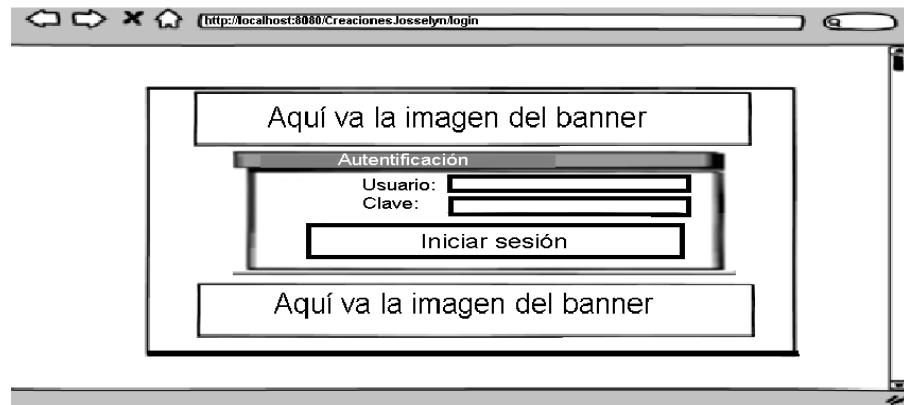 http://localhost:8080/CreacionesJosselyn/login
Aquí va la imagen del banner
Autentificación
Usuario:
Clave:
Iniciar sesión
Aquí va la imagen del banner